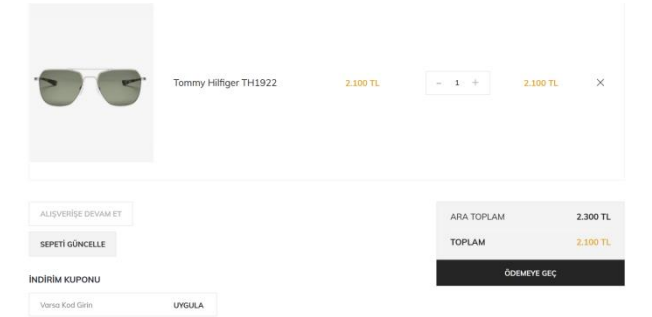 Tommy Hilfiger TH1922 2.100 TL - 1 + 2.100 TL ×
ALIŞVERİŞE DEVAM ET
SEPETİ GÜNCELLE
İNDİRİM KUPONU
Varsa Kod Girin UYGULA
ARA TOPLAM 2.300 TL
TOPLAM 2.100 TL
ÖDEMEYE GEÇ